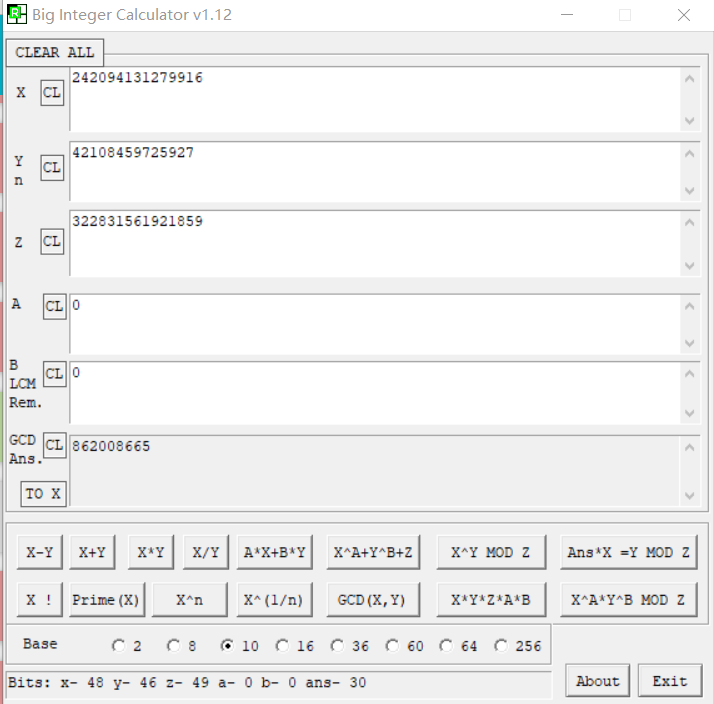 Big Integer Calculator v1.12
CLEAR ALL
X CL 242094131279916
Y n CL 42108459725927
Z CL 322831561921859
A CL 0
B LCM Rem. CL 0
GCD Ans. CL 862008665
TO X
X-Y X+Y X*Y X/Y A*X+B*Y X^A+Y^B+Z X^Y MOD Z Ans*X =Y MOD Z
X ! Prime(X) X^n X^(1/n) GCD(X,Y) X*Y*Z*A*B X^A*Y^B MOD Z
Base 2 8 10 16 36 60 64 256
Bits: x- 48 y- 46 z- 49 a- 0 b- 0 ans- 30
About Exit